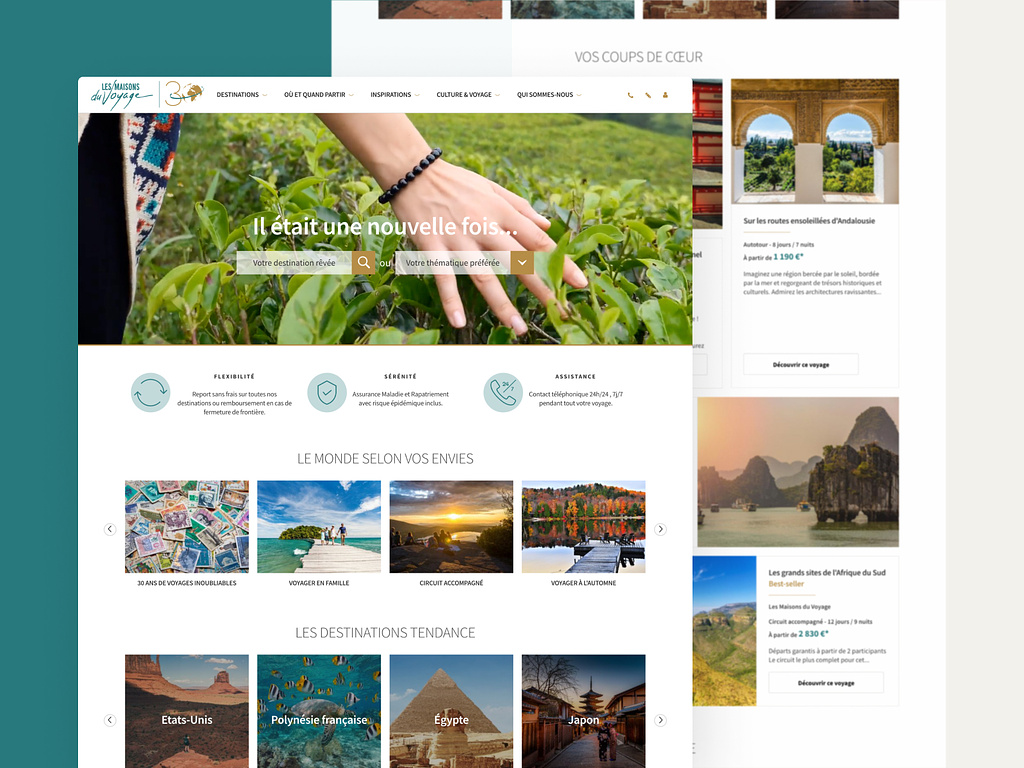 VOS COUPS DE CŒUR
LES MAISONS
du Voyage
30
DESTINATIONS
OÙ ET QUAND PARTIR
INSPIRATIONS
CULTURE & VOYAGE
QUI SOMMES-NOUS
Il était une nouvelle fois...
Votre destination rêvée
ou
Votre thématique préférée
FLEXIBILITÉ
Report sans frais sur toutes nos
destinations ou remboursement en cas de
fermeture de frontière.
SÉRÉNITÉ
Assurance Maladie et Rapatriement
avec risque épidémique inclus.
24/7
ASSISTANCE
Contact téléphonique 24h/24 , 7j/7
pendant tout votre voyage.
LE MONDE SELON VOS ENVIES
30 ANS DE VOYAGES INOUBLIABLES
VOYAGER EN FAMILLE
CIRCUIT ACCOMPAGNÉ
VOYAGER À L'AUTOMNE
LES DESTINATIONS TENDANCE
Etats-Unis
Polynésie française
Égypte
Japon
Sur les routes ensoleillées d'Andalousie
Autotour - 8 jours / 7 nuits
À partir de 1 190 €*
Imaginez une région bercée par le soleil, bordée
par la mer et regorgeant de trésors historiques et
culturels. Admirez les architectures ravissantes...
Découvrir ce voyage
Les grands sites de l'Afrique du Sud
Best-seller
Les Maisons du Voyage
Circuit accompagné - 12 jours / 9 nuits
À partir de 2 830 €*
Départs garantis à partir de 2 participants
Le circuit le plus complet pour cet...
Découvrir ce voyage